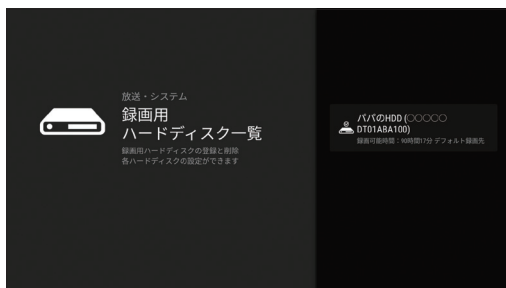 放送・システム
録画用
ハードディスク一覧
録画用ハードディスクの登録と削除
各ハードディスクの設定ができます
パパのHDD (○○○○○
DT01ABA100)
録画可能時間：90時間17分 デフォルト録画先